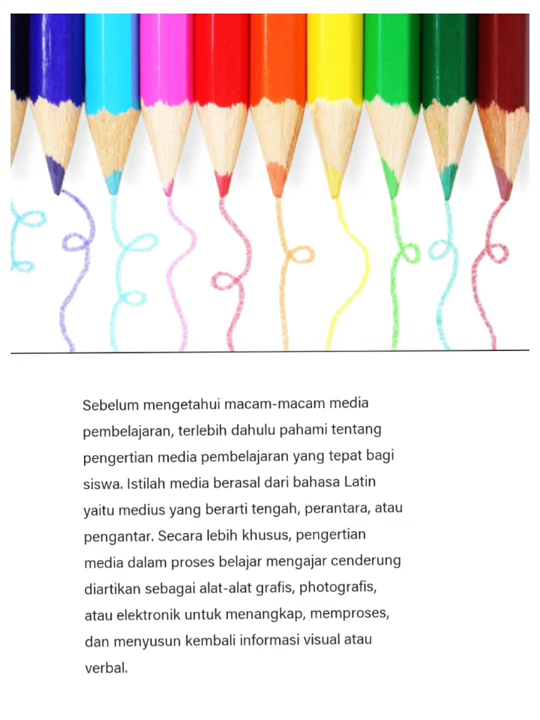 Sebelum mengetahui macam-macam media
pembelajaran, terlebih dahulu pahami tentang
pengertian media pembelajaran yang tepat bagi
siswa. Istilah media berasal dari bahasa Latin
yaitu medius yang berarti tengah, perantara, atau
pengantar. Secara lebih khusus, pengertian
media dalam proses belajar mengajar cenderung
diartikan sebagai alat-alat grafis, photografis,
atau elektronik untuk menangkap, memproses,
dan menyusun kembali informasi visual atau
verbal.